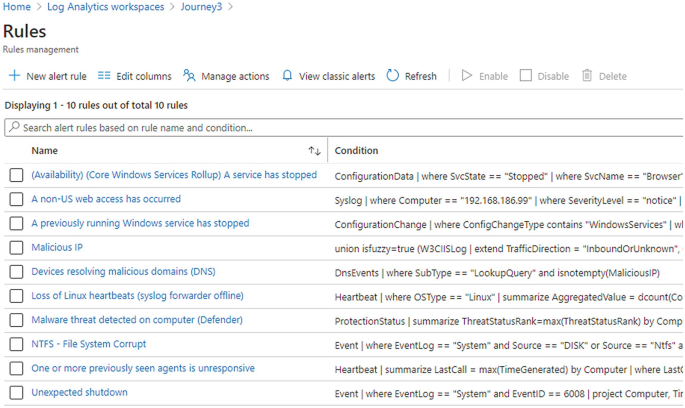 Home > Log Analytics workspaces > Journey3 >
Rules
Rules management
New alert rule Edit columns Manage actions View classic alerts Refresh Enable Disable Delete
Displaying 1 - 10 rules out of total 10 rules
Search alert rules based on rule name and condition...
Name Condition
(Availability) (Core Windows Services Rollup) A service has stopped ConfigurationData | where SvcState == "Stopped" | where SvcName == "Browser"
A non-US web access has occurred Syslog | where Computer == "192.168.186.99" | where SeverityLevel == "notice" |
A previously running Windows service has stopped ConfigurationChange | where ConfigChangeType contains "WindowsServices" | wh
Malicious IP union isfuzzy=true (W3CIISLog | extend TrafficDirection = "InboundOrUnknown",
Devices resolving malicious domains (DNS) DnsEvents | where SubType == "LookupQuery" and isnotempty(MaliciousIP)
Loss of Linux heartbeats (syslog forwarder offline) Heartbeat | where OSType == "Linux" | summarize AggregatedValue = dcount(Co
Malware threat detected on computer (Defender) ProtectionStatus | summarize ThreatStatusRank=max(ThreatStatusRank) by Comp
NTFS - File System Corrupt Event | where EventLog == "System" and Source == "DISK" or Source == "Ntfs" a
One or more previously seen agents is unresponsive Heartbeat | summarize LastCall = max(TimeGenerated) by Computer | where LastC
Unexpected shutdown Event | where EventLog == "System" and EventID == 6008 | project Computer, Tim